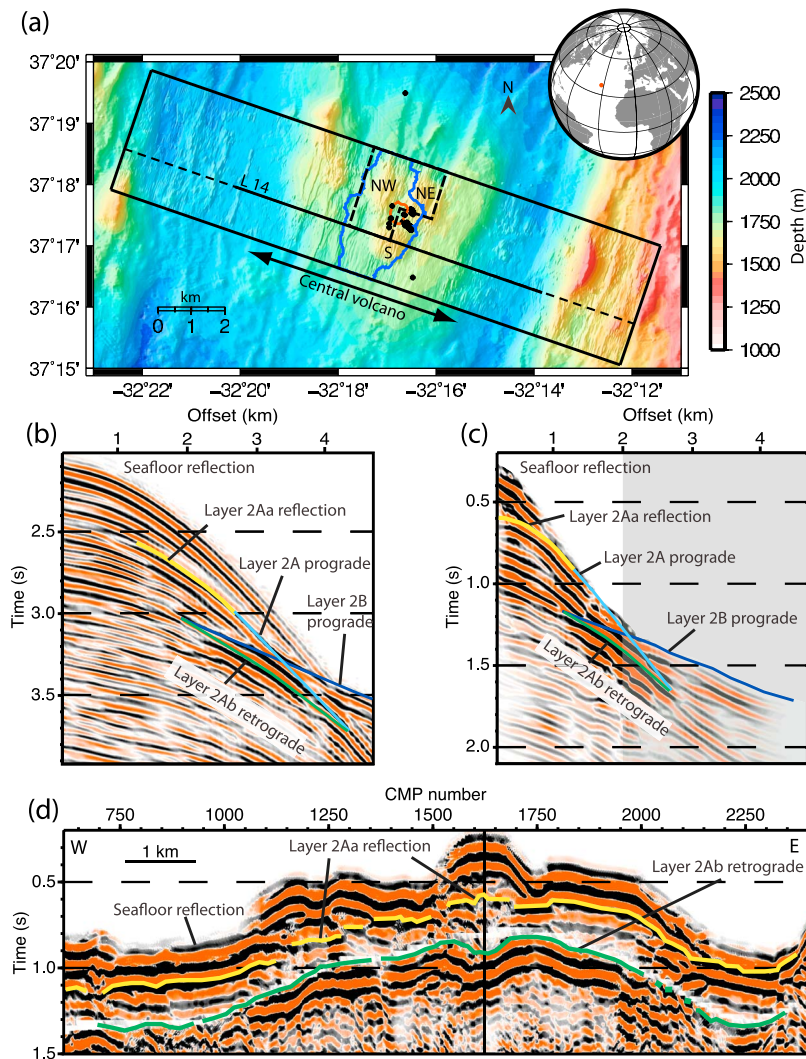 (a)
37°20'
37°19'
37°18'
37°17'
37°16'
37°15'
N
L 14
NW
NE
S
Central volcano
km
0 1 2
2500
2250
2000
1750
1500
1250
1000
Depth (m)
−32°22' −32°20' −32°18' −32°16' −32°14' −32°12'
(b)
Offset (km)
1 2 3 4
Seafloor reflection
Layer 2Aa reflection
Layer 2A prograde
Layer 2B
prograde
Layer 2Ab retrograde
2.5
3.0
3.5
Time (s)
(c)
Offset (km)
1 2 3 4
Seafloor reflection
Layer 2Aa reflection
Layer 2A prograde
Layer 2B prograde
Layer 2Ab retrograde
0.5
1.0
1.5
2.0
Time (s)
(d)
CMP number
750 1000 1250 1500 1750 2000 2250
W
E
1 km
Layer 2Aa reflection
Layer 2Ab retrograde
Seafloor reflection
0.5
1.0
1.5
Time (s)